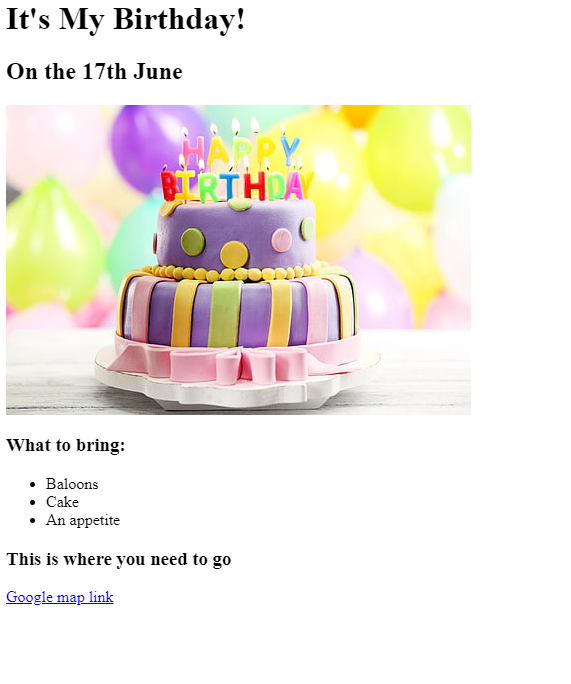 It's My Birthday!
On the 17th June
HAPPY
BIRTHDAY
What to bring:
Baloons
Cake
An appetite
This is where you need to go
Google map link